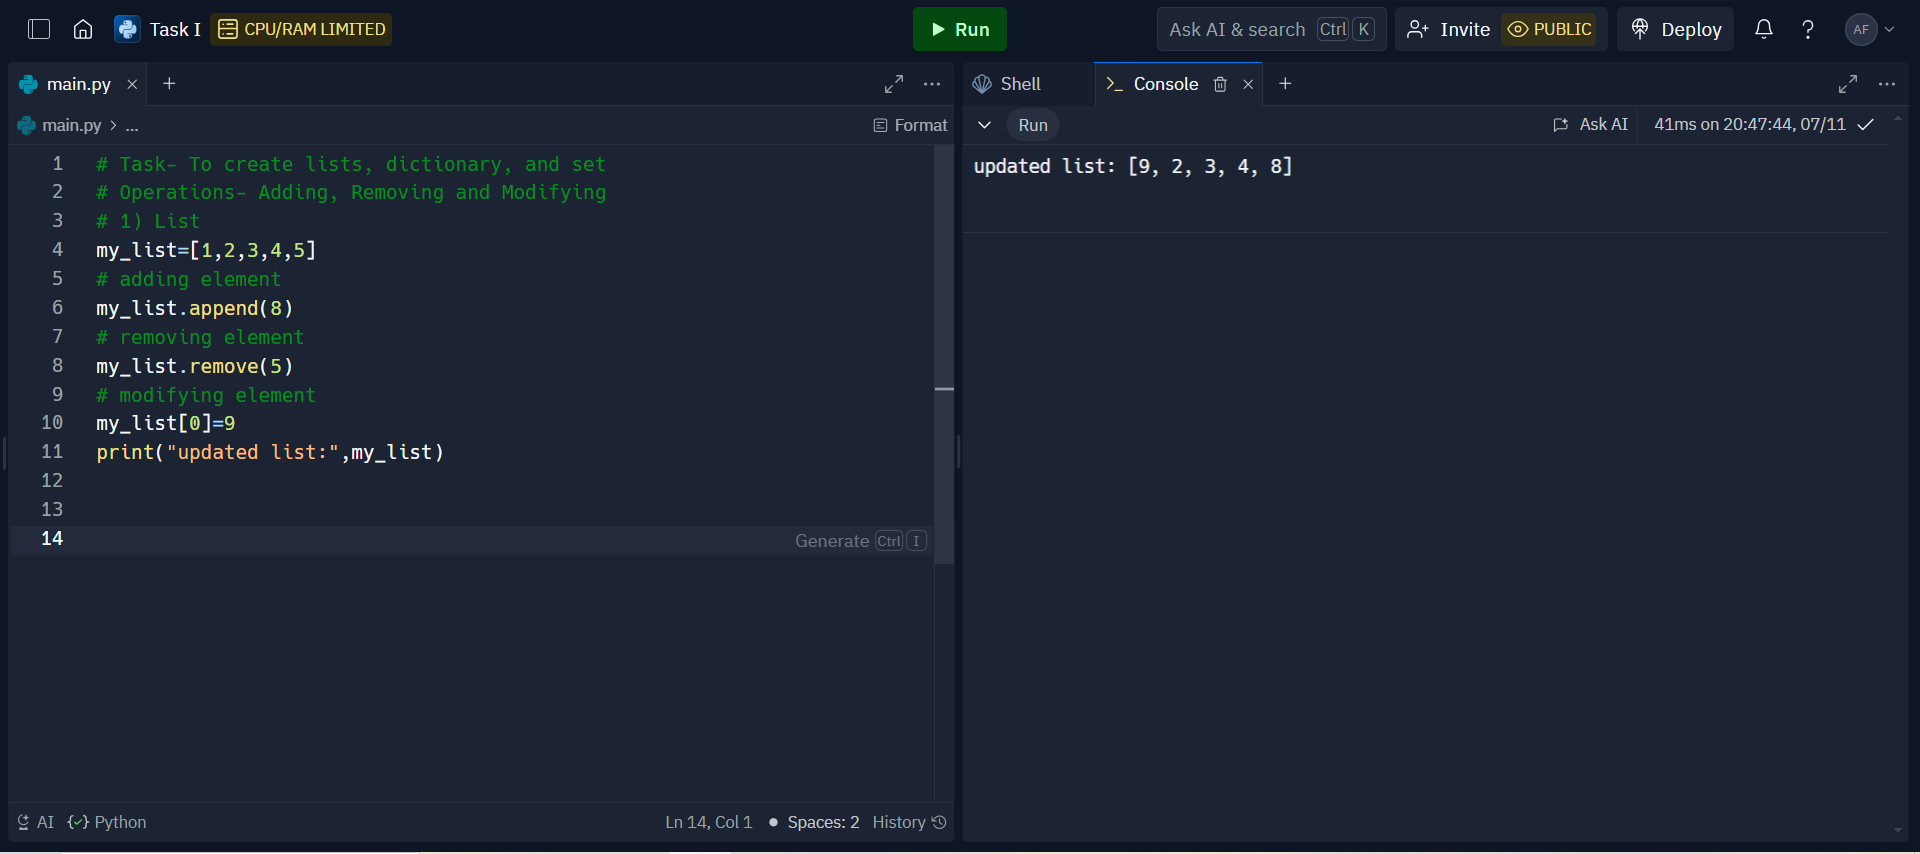 Task I CPU/RAM LIMITED Run Ask AI & search Ctrl K Invite PUBLIC Deploy ? AF
main.py
main.py > ... Format
1 # Task- To create lists, dictionary, and set
2 # Operations- Adding, Removing and Modifying
3 # 1) List
4 my_list=[1,2,3,4,5]
5 # adding element
6 my_list.append(8)
7 # removing element
8 my_list.remove(5)
9 # modifying element
10 my_list[0]=9
11 print("updated list:",my_list)
12
13
14 Generate Ctrl I
AI Python Ln 14, Col 1 Spaces: 2 History
Shell Console
Run Ask AI 41ms on 20:47:44, 07/11
updated list: [9, 2, 3, 4, 8]